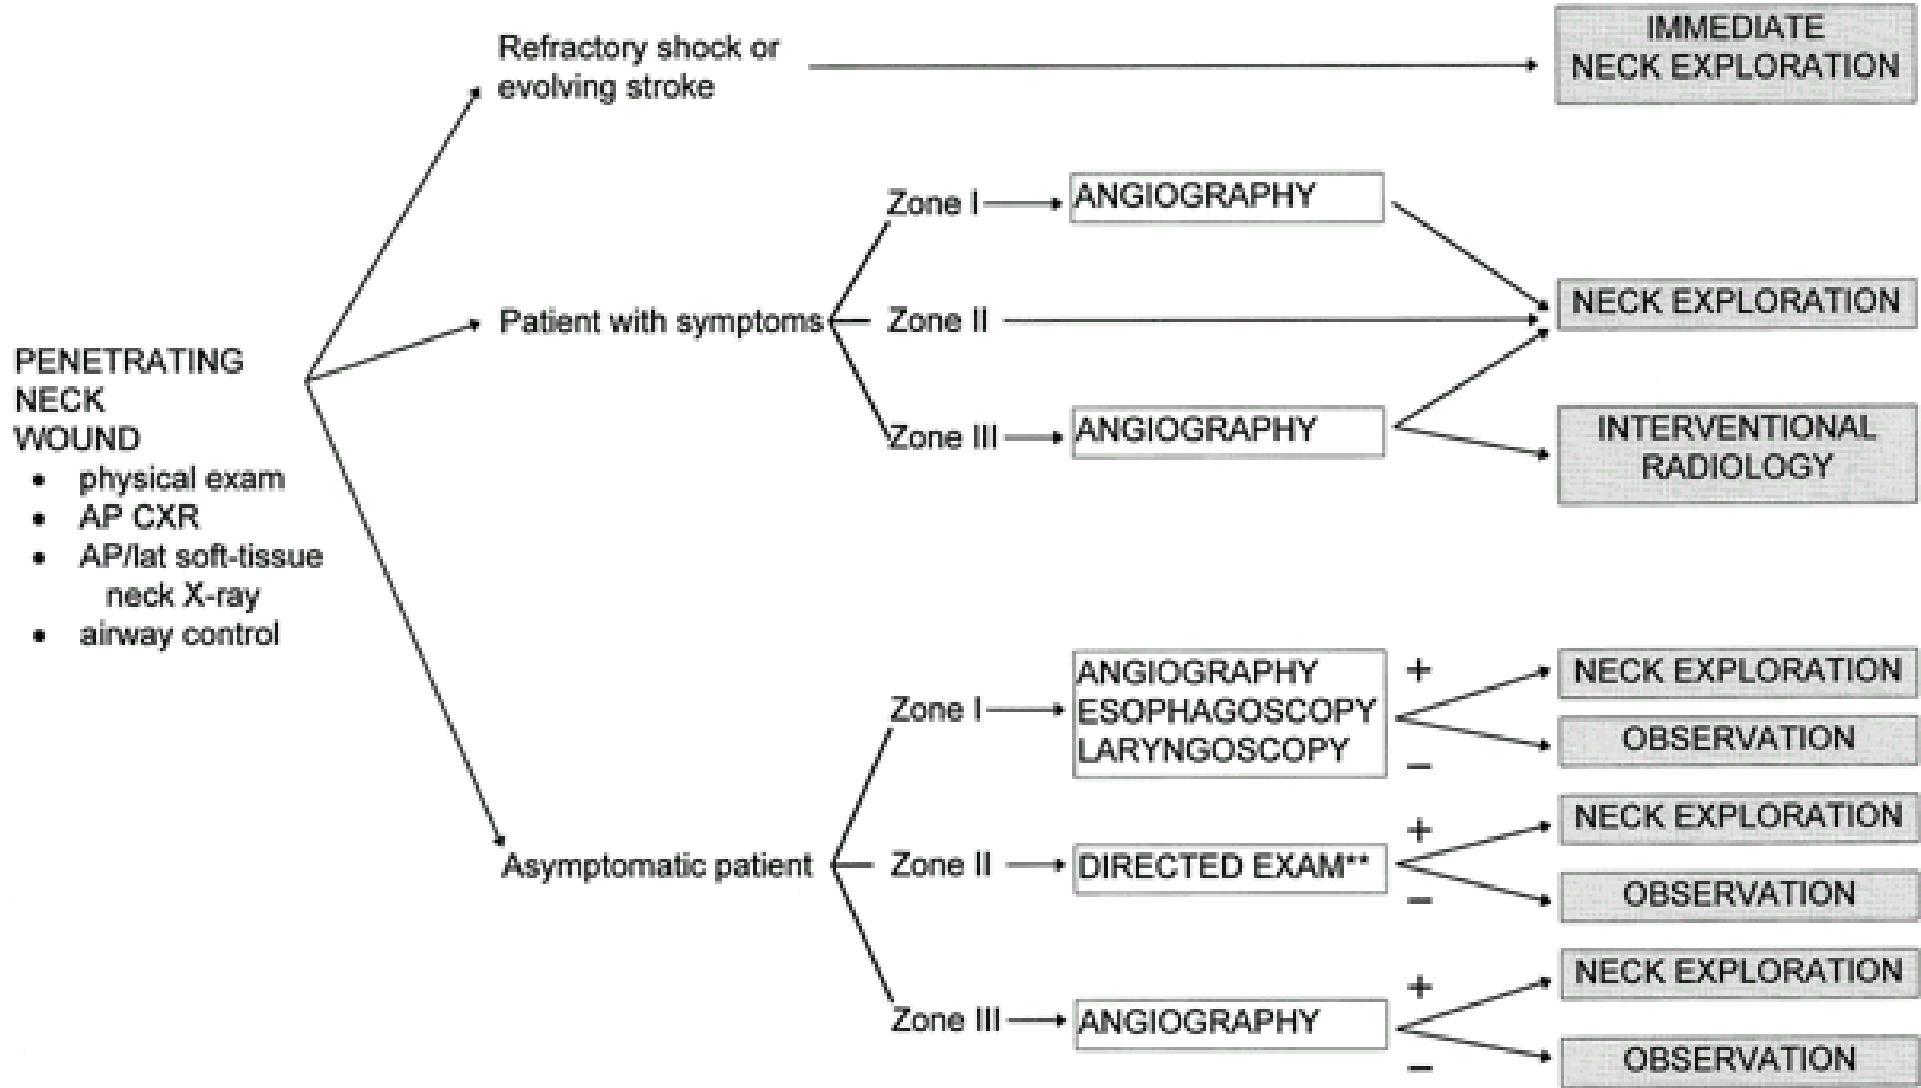 PENETRATING
NECK
WOUND
• physical exam
• AP CXR
• AP/lat soft-tissue
neck X-ray
• airway control
Refractory shock or
evolving stroke
IMMEDIATE
NECK EXPLORATION
Patient with symptoms
Zone I
ANGIOGRAPHY
Zone II
NECK EXPLORATION
Zone III
ANGIOGRAPHY
INTERVENTIONAL
RADIOLOGY
Asymptomatic patient
Zone I
ANGIOGRAPHY
ESOPHAGOSCOPY
LARYNGOSCOPY
+
NECK EXPLORATION
–
OBSERVATION
Zone II
DIRECTED EXAM**
+
NECK EXPLORATION
–
OBSERVATION
Zone III
ANGIOGRAPHY
+
NECK EXPLORATION
–
OBSERVATION